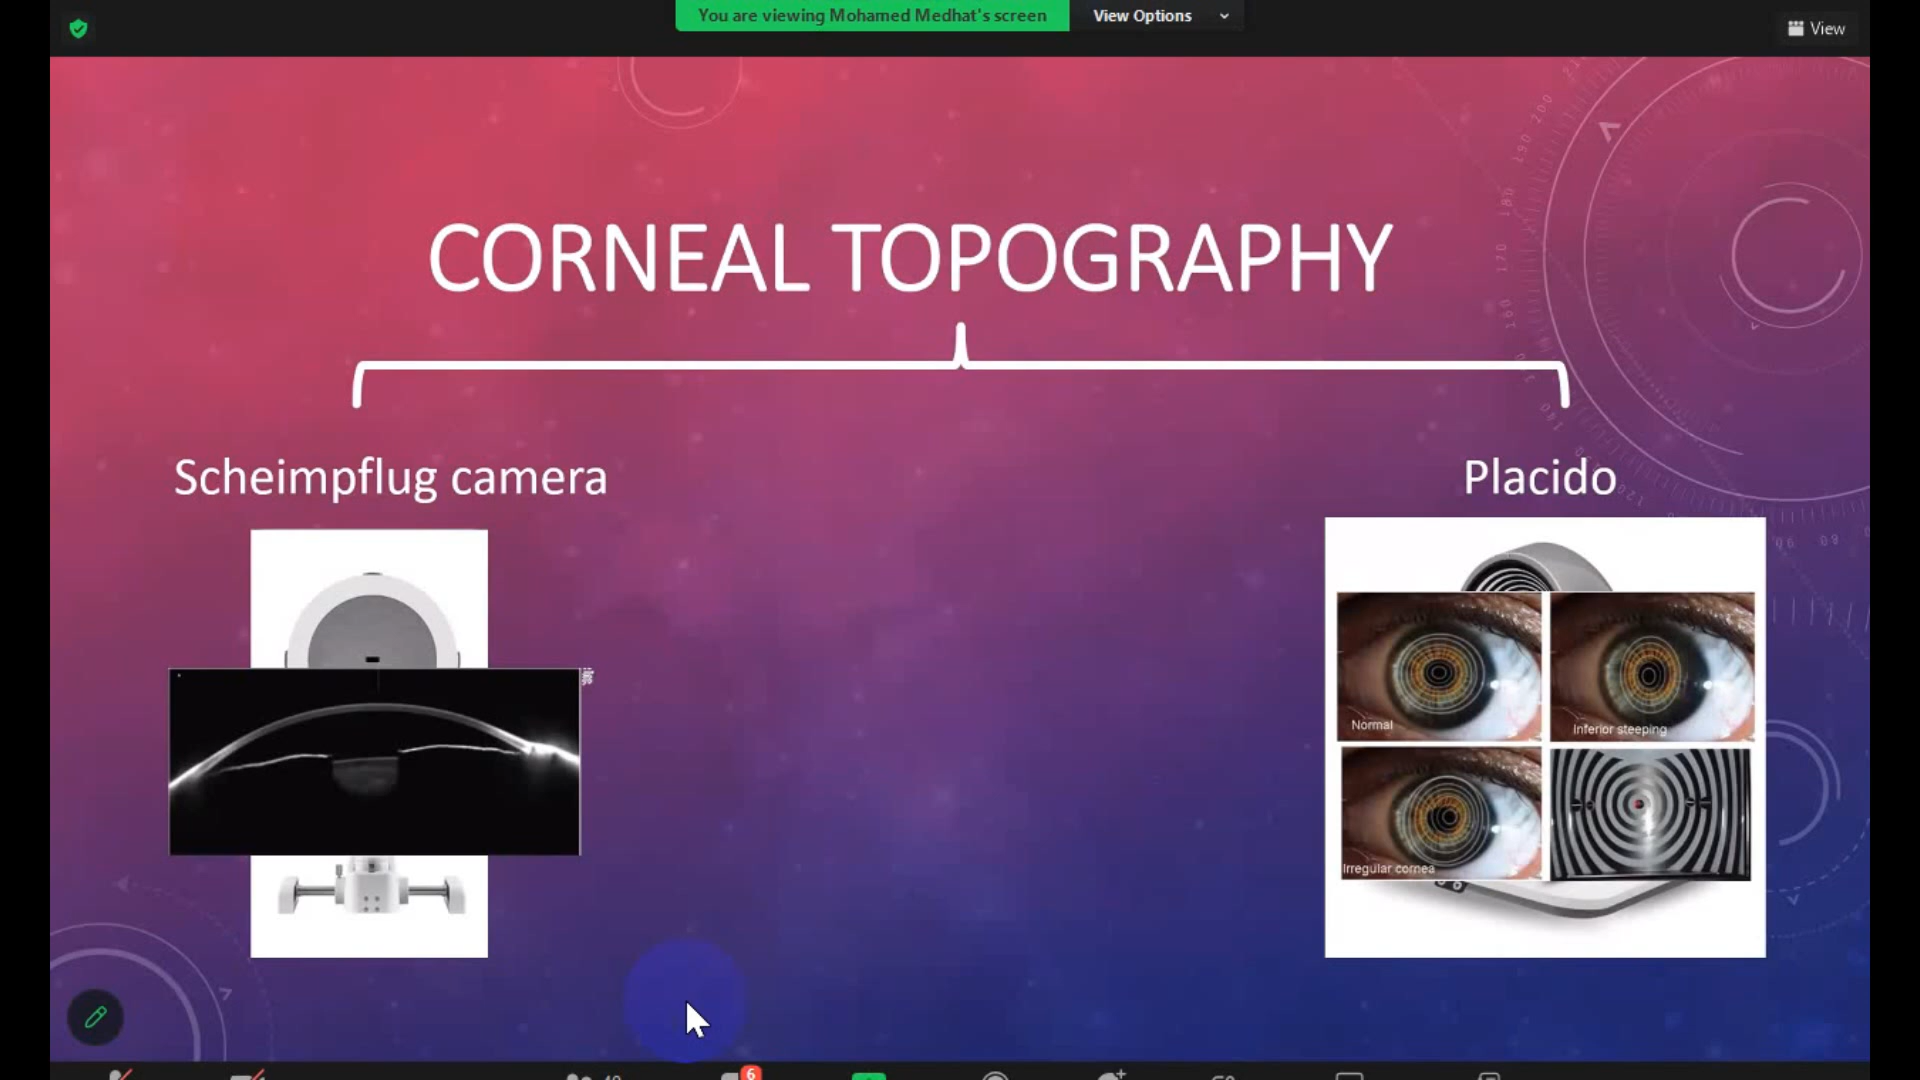 You are viewing Mohamed Medhat's screen
View Options
View
CORNEAL TOPOGRAPHY
Scheimpflug camera
Placido
Normal
Inferior steeping
Irregular cornea
6